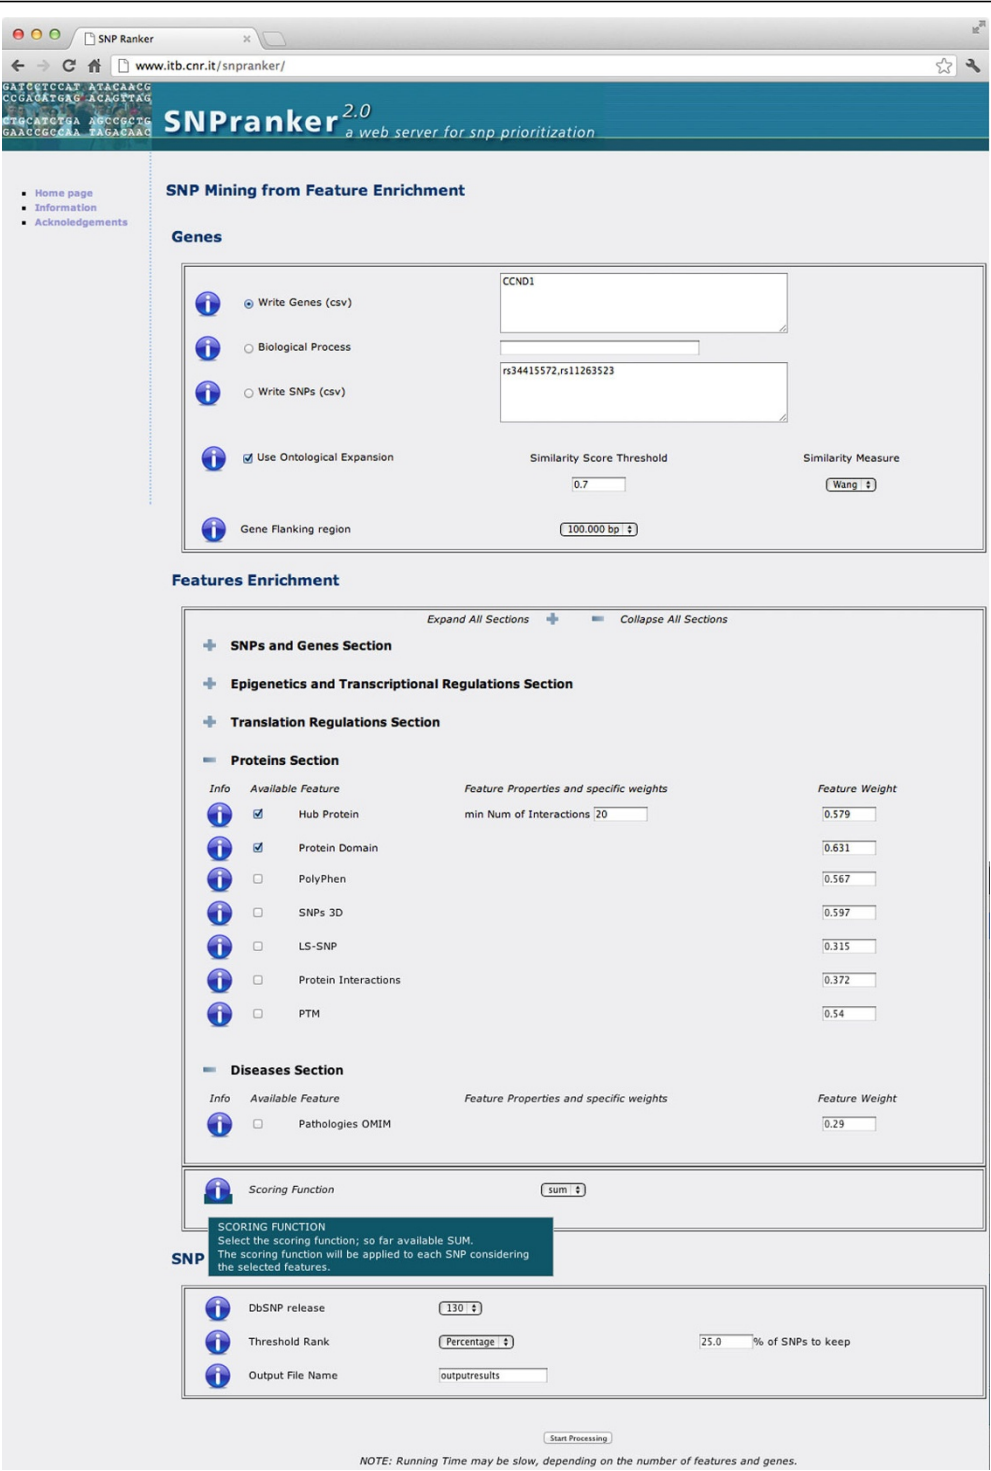 SNP Ranker
www.itb.cnr.it/snpranker/
GATCCTCCAT ATACAACG
CCGACATGAG ACAGTTAG
CTGCATCTGA AGCCGCTG
GAACCGCCAA TAGACAAC
SNPranker 2.0
a web server for snp prioritization
Home page
Information
Acknoledgements
SNP Mining from Feature Enrichment
Genes
Write Genes (csv) CCND1
Biological Process
Write SNPs (csv) rs34415572,rs11263523
Use Ontological Expansion Similarity Score Threshold Similarity Measure
0.7 Wang
Gene Flanking region 100.000 bp
Features Enrichment
Expand All Sections Collapse All Sections
SNPs and Genes Section
Epigenetics and Transcriptional Regulations Section
Translation Regulations Section
Proteins Section
Info Available Feature Feature Properties and specific weights Feature Weight
Hub Protein min Num of Interactions 20 0.579
Protein Domain 0.631
PolyPhen 0.567
SNPs 3D 0.597
LS-SNP 0.315
Protein Interactions 0.372
PTM 0.54
Diseases Section
Info Available Feature Feature Properties and specific weights Feature Weight
Pathologies OMIM 0.29
Scoring Function sum
SCORING FUNCTION
Select the scoring function; so far available SUM.
The scoring function will be applied to each SNP considering
the selected features.
SNP
DbSNP release 130
Threshold Rank Percentage 25.0 % of SNPs to keep
Output File Name outputresults
Start Processing
NOTE: Running Time may be slow, depending on the number of features and genes.